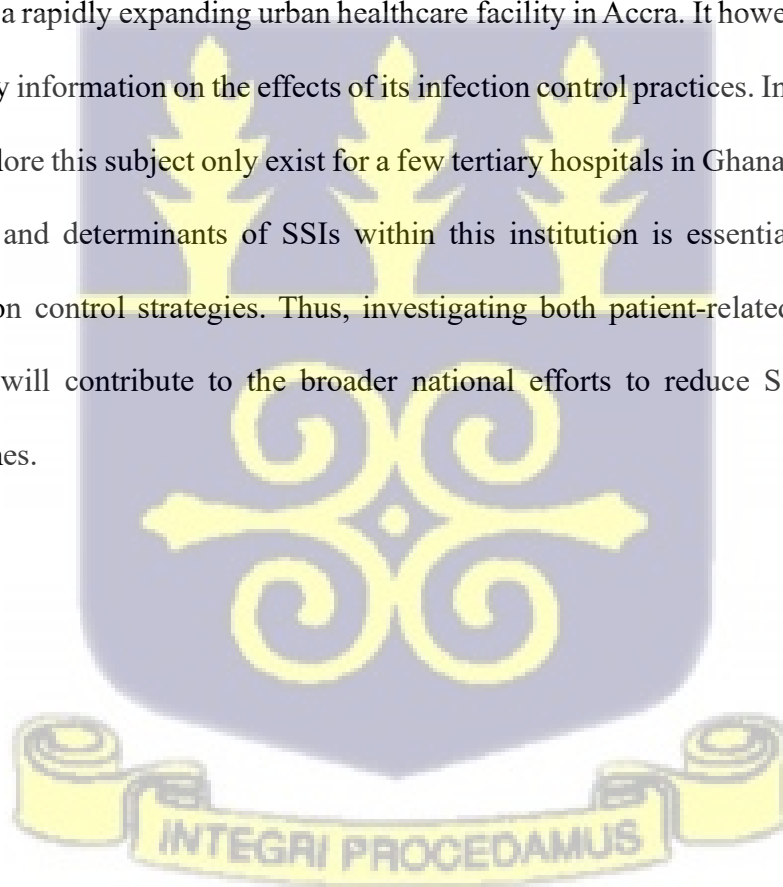 a rapidly expanding urban healthcare facility in Accra. It howe
y information on the effects of its infection control practices. In
lore this subject only exist for a few tertiary hospitals in Ghana
and determinants of SSIs within this institution is essentia
on control strategies. Thus, investigating both patient-related
will contribute to the broader national efforts to reduce S
nes.
INTEGRI PROCEDAMUS